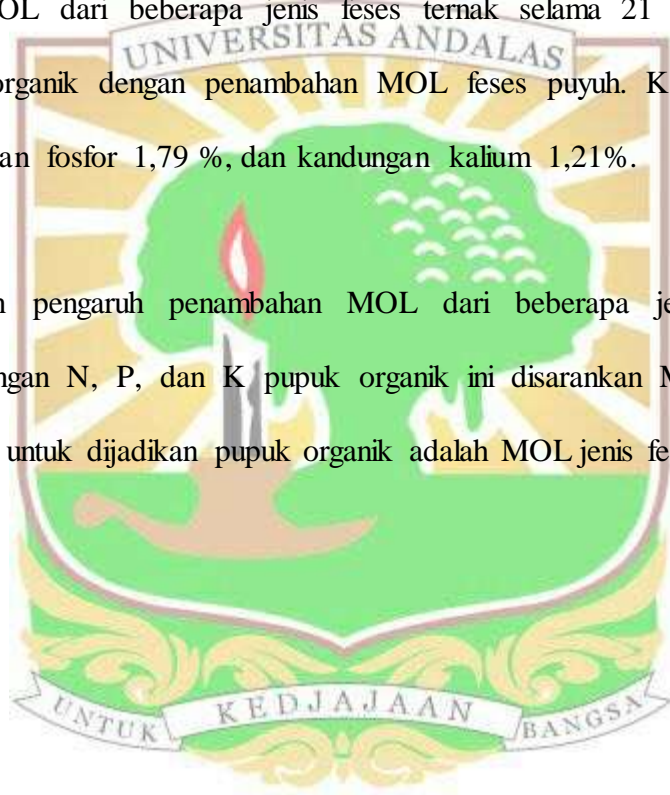 OL dari beberapa jenis feses ternak selama 21
UNIVERSITAS ANDALAS
organik dengan penambahan MOL feses puyuh. K
an fosfor 1,79 %, dan kandungan kalium 1,21%.
pengaruh penambahan MOL dari beberapa je
ngan N, P, dan K pupuk organik ini disarankan M
untuk dijadikan pupuk organik adalah MOL jenis fe
UNTUK KEDJAJAAN BANGSA